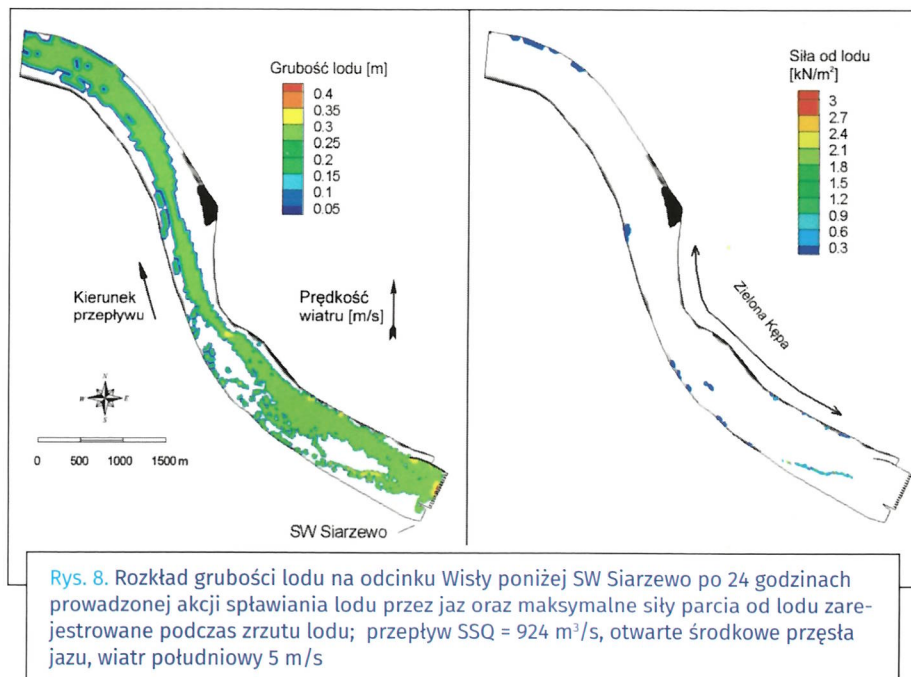 Grubość lodu [m]
0.4
0.35
0.3
0.25
0.2
0.15
0.1
0.05
Kierunek
przepływu
Prędkość
wiatru [m/s]
N
W E
S
0 500 1000 1500 m
SW Siarzewo
Siła od lodu
[kN/m²]
3
2.7
2.4
2.1
1.8
1.5
1.2
0.9
0.6
0.3
Zielona Kępa
Rys. 8. Rozkład grubości lodu na odcinku Wisły poniżej SW Siarzewo po 24 godzinach
prowadzonej akcji spławiania lodu przez jaz oraz maksymalne siły parcia od lodu zare-
jestrowane podczas zrzutu lodu; przepływ SSQ = 924 m³/s, otwarte środkowe przęsła
jazu, wiatr południowy 5 m/s